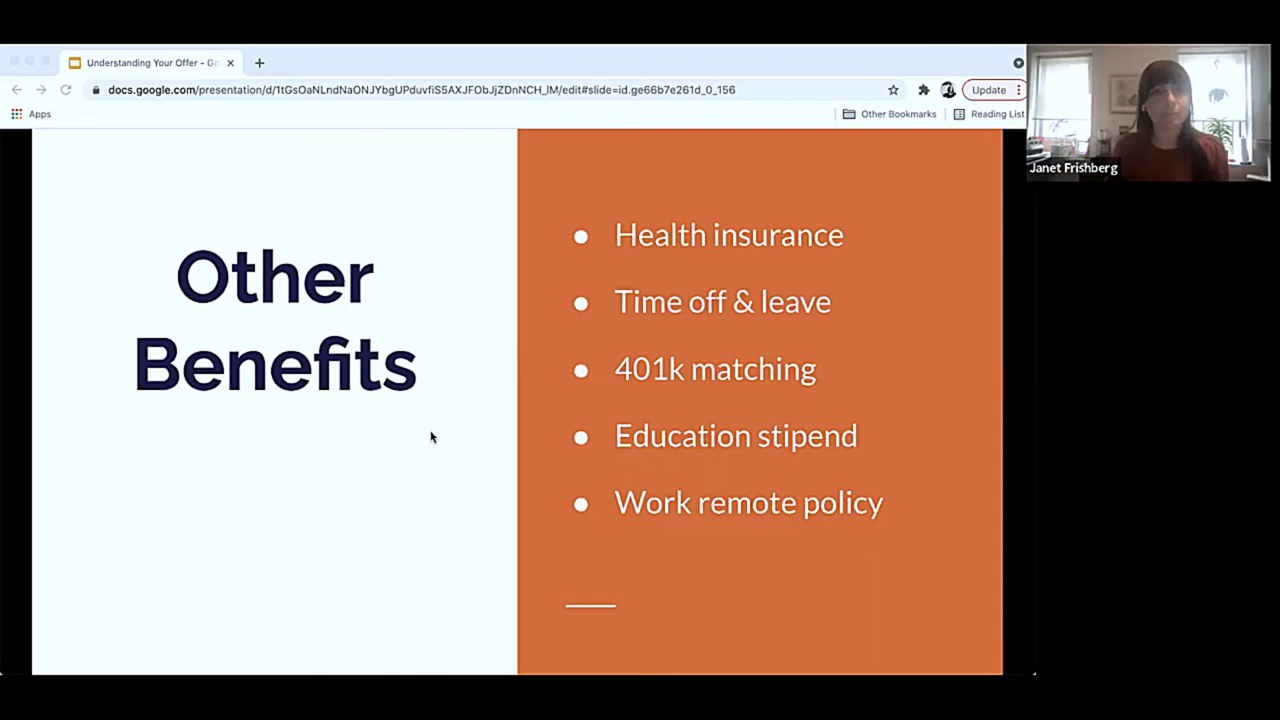 Understanding Your Offer - Go
docs.google.com/presentation/d/1tGsOaNLndNaONJYbgUPduvfiS5AXJFObJjZDnNCH_lM/edit#slide=id.ge66b7e261d_0_156
Update
Apps
Other Bookmarks
Reading List
Janet Frishberg
Other
Benefits
● Health insurance
● Time off & leave
● 401k matching
● Education stipend
● Work remote policy